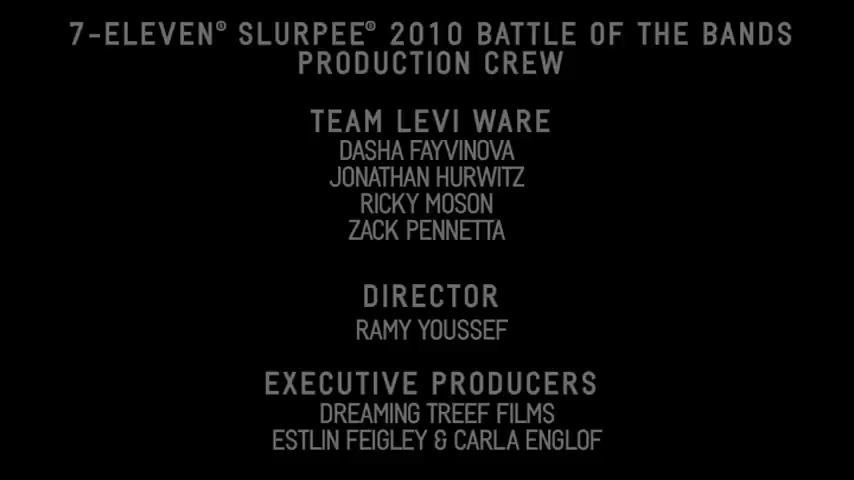 7-ELEVEN® SLURPEE® 2010 BATTLE OF THE BANDS
PRODUCTION CREW
TEAM LEVI WARE
DASHA FAYVINOVA
JONATHAN HURWITZ
RICKY MOSON
ZACK PENNETTA
DIRECTOR
RAMY YOUSSEF
EXECUTIVE PRODUCERS
DREAMING TREEF FILMS
ESTLIN FEIGLEY & CARLA ENGLOF